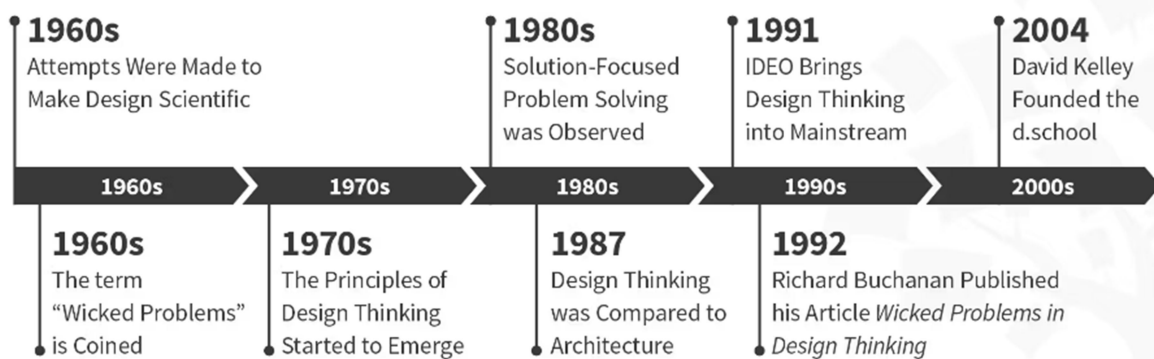 1960s
Attempts Were Made to
Make Design Scientific
1980s
Solution-Focused
Problem Solving
was Observed
1991
IDEO Brings
Design Thinking
into Mainstream
2004
David Kelley
Founded the
d.school
1960s
1970s
1980s
1990s
2000s
1960s
The term
“Wicked Problems”
is Coined
1970s
The Principles of
Design Thinking
Started to Emerge
1987
Design Thinking
was Compared to
Architecture
1992
Richard Buchanan Published
his Article Wicked Problems in
Design Thinking